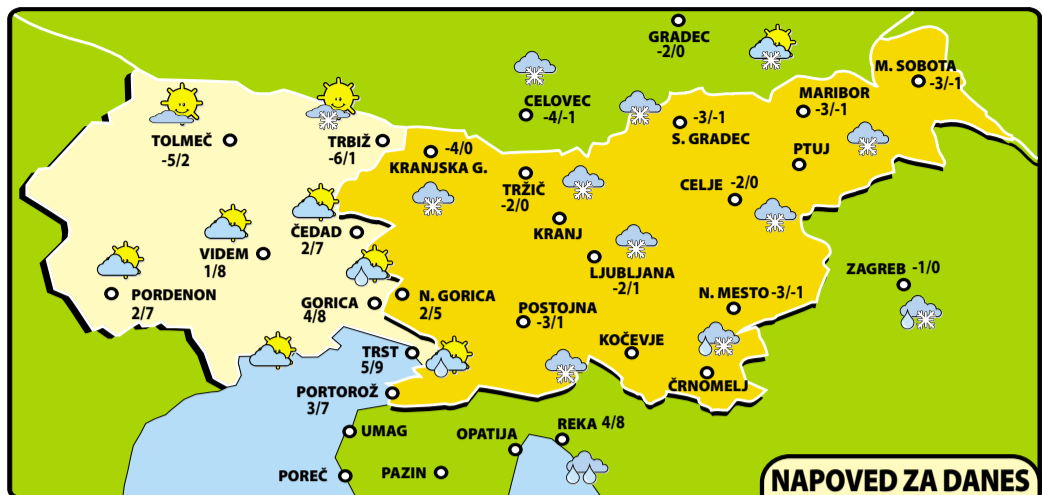 GRADEC
-2/0
M. SOBOTA
-3/-1
CELOVEC
-4/-1
MARIBOR
-3/-1
-3/-1
S. GRADEC
TOLMEČ
-5/2
TRBIŽ
-6/1
-4/0
KRANJSKA G.
PTUJ
TRŽIČ
-2/0
CELJE -2/0
KRANJ
ČEDAD
2/7
VIDEM
1/8
LJUBLJANA
-2/1
ZAGREB -1/0
PORDENON
2/7
GORICA
4/8
N. GORICA
2/5
POSTOJNA
-3/1
N. MESTO -3/-1
KOČEVJE
TRST
5/9
ČRNOMELJ
PORTOROŽ
3/7
UMAG
OPATIJA
REKA 4/8
POREČ
PAZIN
NAPOVED ZA DANES